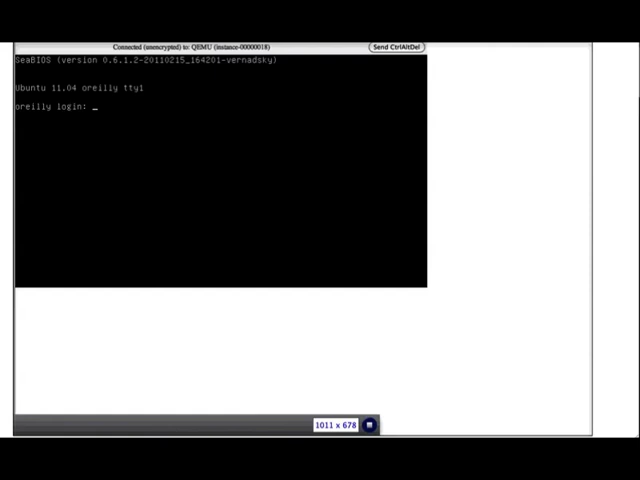 Connected (unencrypted) to: QEMU (instance-00000018)
Send CtrlAltDel
SeaBIOS (version 0.6.1.2-20110215_164201-vernadsky)
Ubuntu 11.04 oreilly tty1
oreilly login: _
1011 x 678